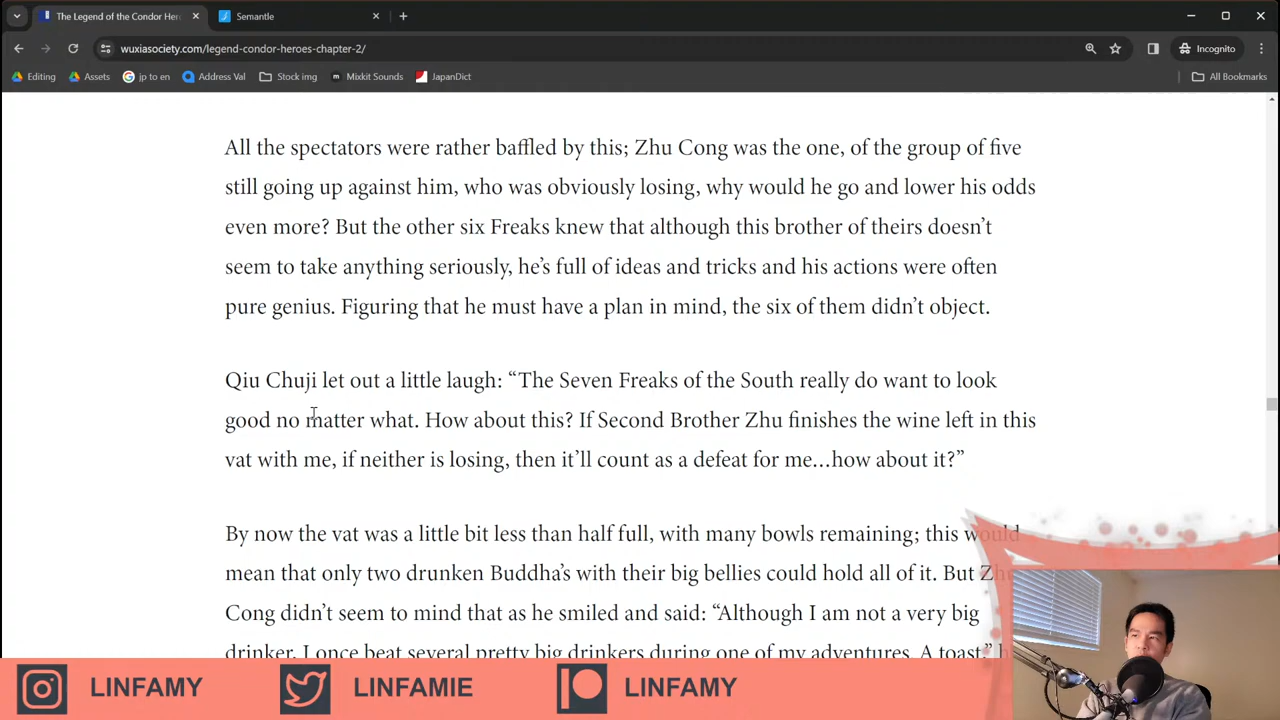 The Legend of the Condor Her
Semantle
wuxiasociety.com/legend-condor-heroes-chapter-2/
Incognito
Editing
Assets
jp to en
Address Val
Stock img
Mixkit Sounds
JapanDict
All Bookmarks
All the spectators were rather baffled by this; Zhu Cong was the one, of the group of five
still going up against him, who was obviously losing, why would he go and lower his odds
even more? But the other six Freaks knew that although this brother of theirs doesn’t
seem to take anything seriously, he’s full of ideas and tricks and his actions were often
pure genius. Figuring that he must have a plan in mind, the six of them didn’t object.
Qiu Chuji let out a little laugh: “The Seven Freaks of the South really do want to look
good no matter what. How about this? If Second Brother Zhu finishes the wine left in this
vat with me, if neither is losing, then it’ll count as a defeat for me…how about it?”
By now the vat was a little bit less than half full, with many bowls remaining; this would
mean that only two drunken Buddha’s with their big bellies could hold all of it. But Zh
Cong didn’t seem to mind that as he smiled and said: “Although I am not a very big
drinker, I once beat several pretty big drinkers during one of my adventures. A toast”
LINFAMY
LINFAMIE
LINFAMY